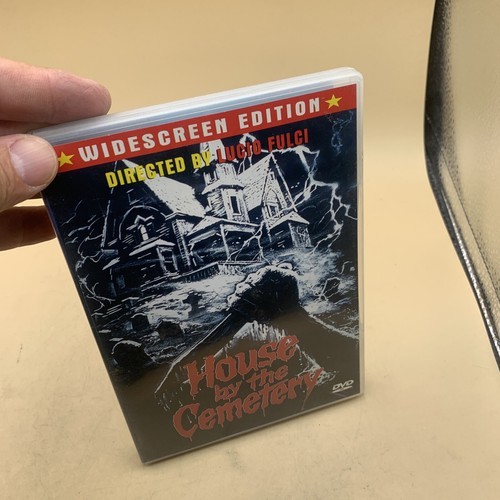 WIDESCREEN EDITION
DIRECTED BY LUCIO FULCI
House
by the
Cemetery
DVD